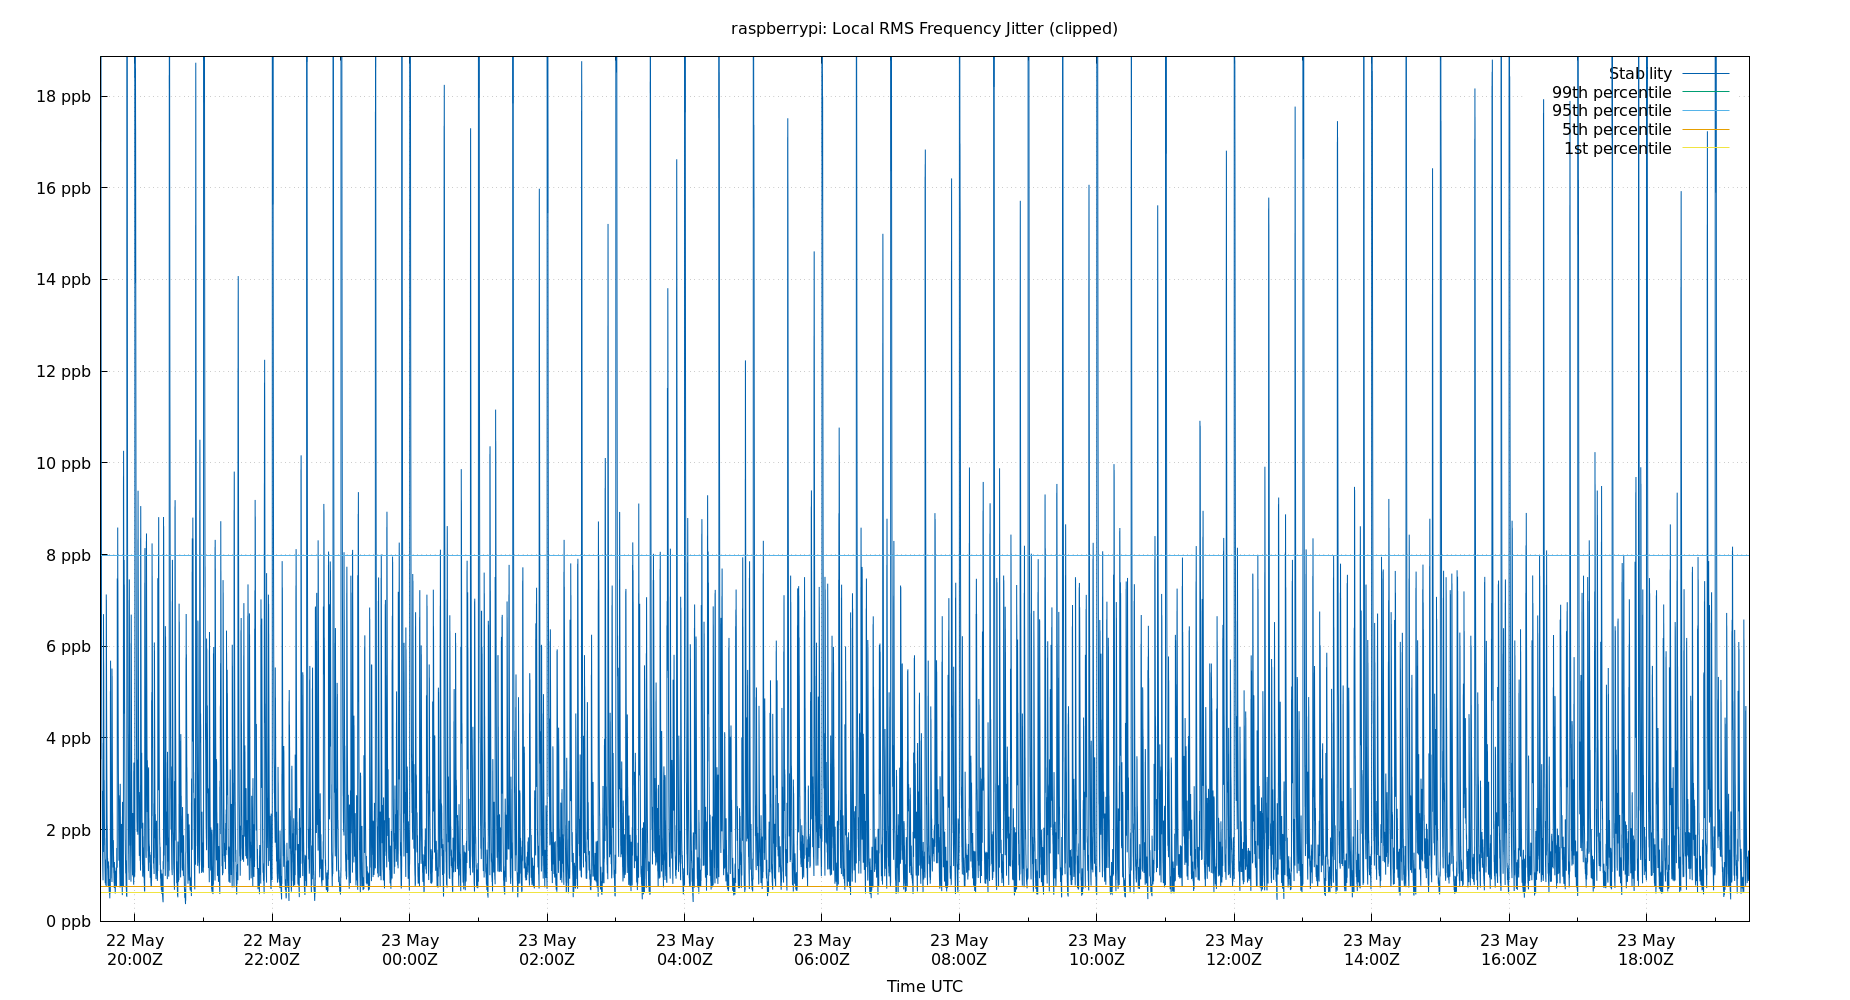 raspberrypi: Local RMS Frequency Jitter (clipped)
Stability
99th percentile
95th percentile
5th percentile
1st percentile
18 ppb
16 ppb
14 ppb
12 ppb
10 ppb
8 ppb
6 ppb
4 ppb
2 ppb
0 ppb
22 May 22 May 23 May 23 May 23 May 23 May 23 May 23 May 23 May 23 May 23 May 23 May
20:00Z 22:00Z 00:00Z 02:00Z 04:00Z 06:00Z 08:00Z 10:00Z 12:00Z 14:00Z 16:00Z 18:00Z
Time UTC